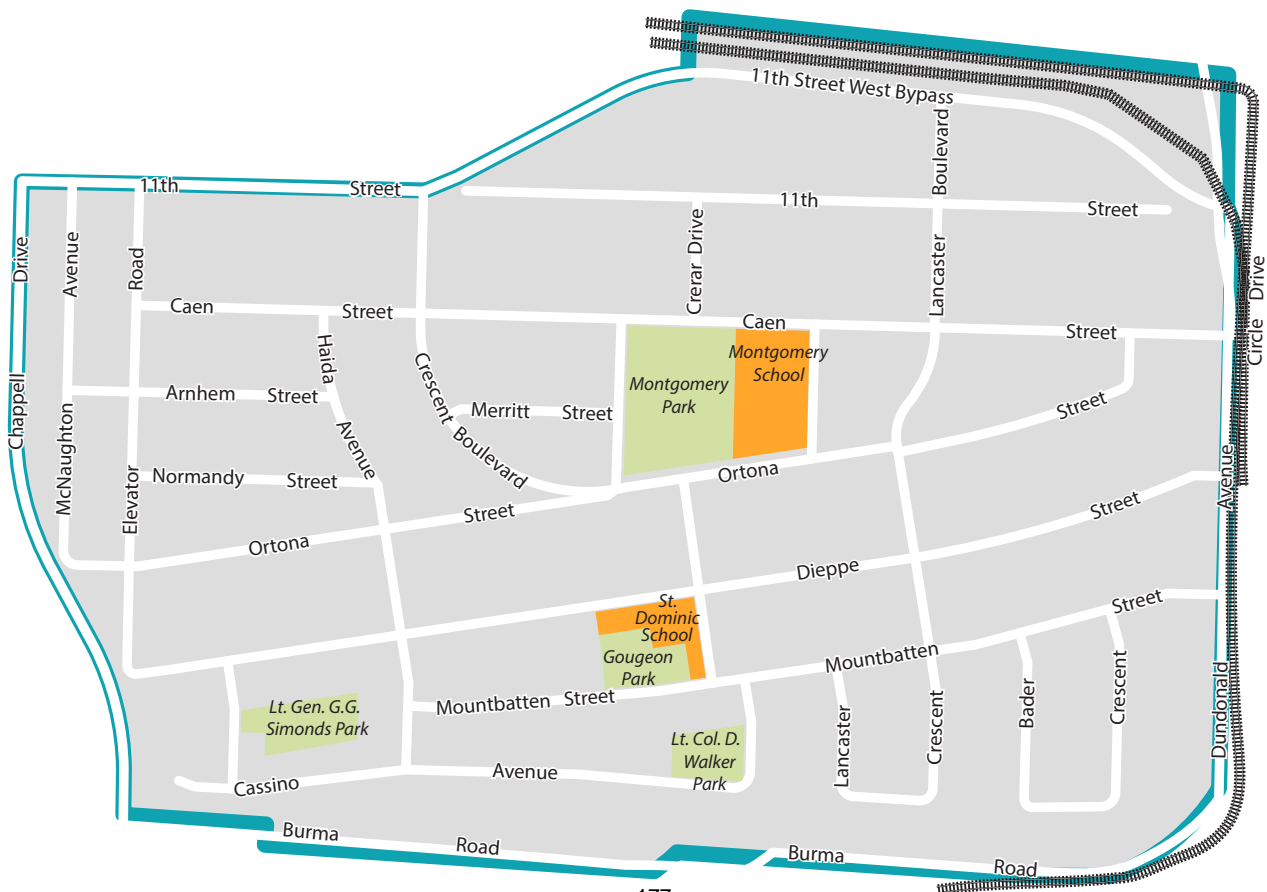 11th Street West Bypass
11th Street
11th Street
Boulevard
Lancaster
Crerar Drive
Chappell Drive
McNaughton Avenue
Elevator Road
Circle Drive
Caen Street
Caen Street
Haida Avenue
Arnhem Street
Crescent Boulevard
Merritt Street
Montgomery
Park
Montgomery
School
Normandy Street
Ortona Street
Ortona Street
Dieppe Street
St.
Dominic
School
Gougeon
Park
Mountbatten Street
Mountbatten Street
Lt. Gen. G.G.
Simonds Park
Lt. Col. D.
Walker
Park
Lancaster Crescent
Bader Crescent
Dundonald Avenue
Cassino Avenue
Burma Road
Burma Road